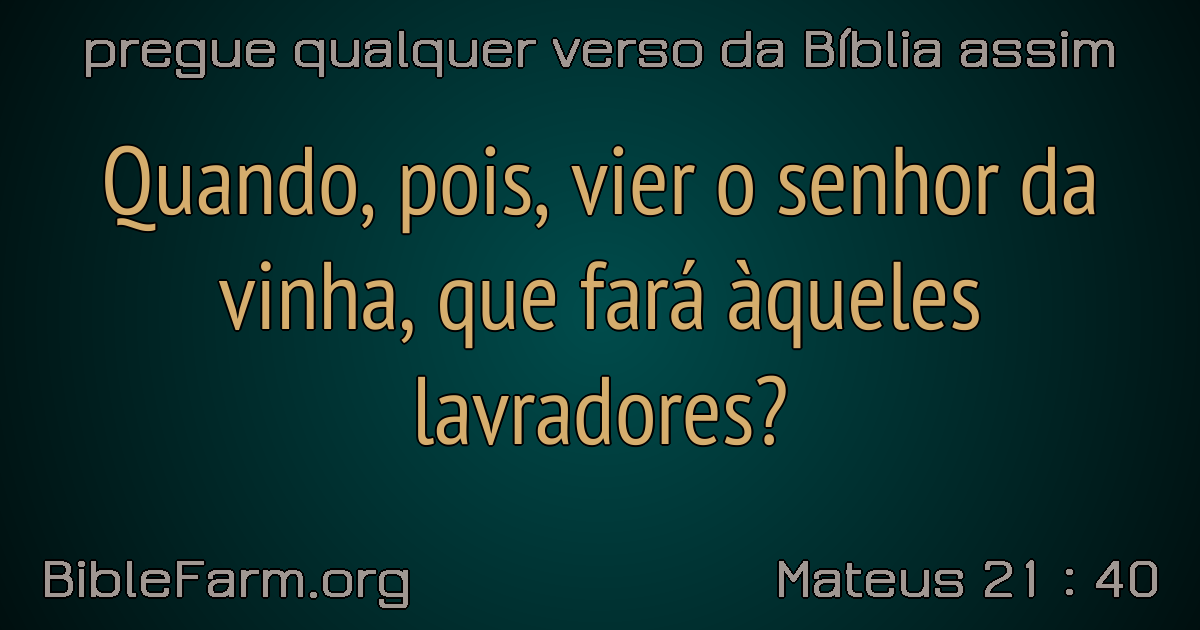 pregue qualquer verso da Bíblia assim
Quando, pois, vier o senhor da
vinha, que fará àqueles
lavradores?
BibleFarm.org
Mateus 21 : 40